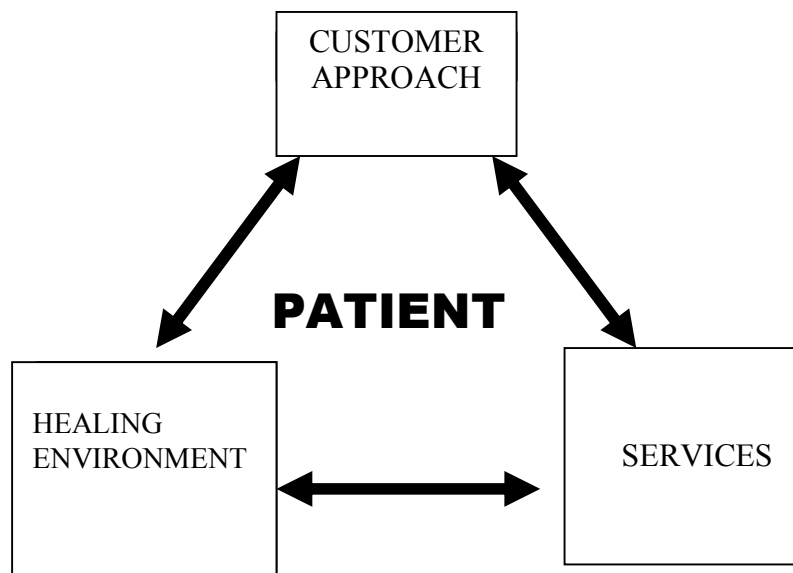 CUSTOMER
APPROACH
PATIENT
HEALING
ENVIRONMENT
SERVICES